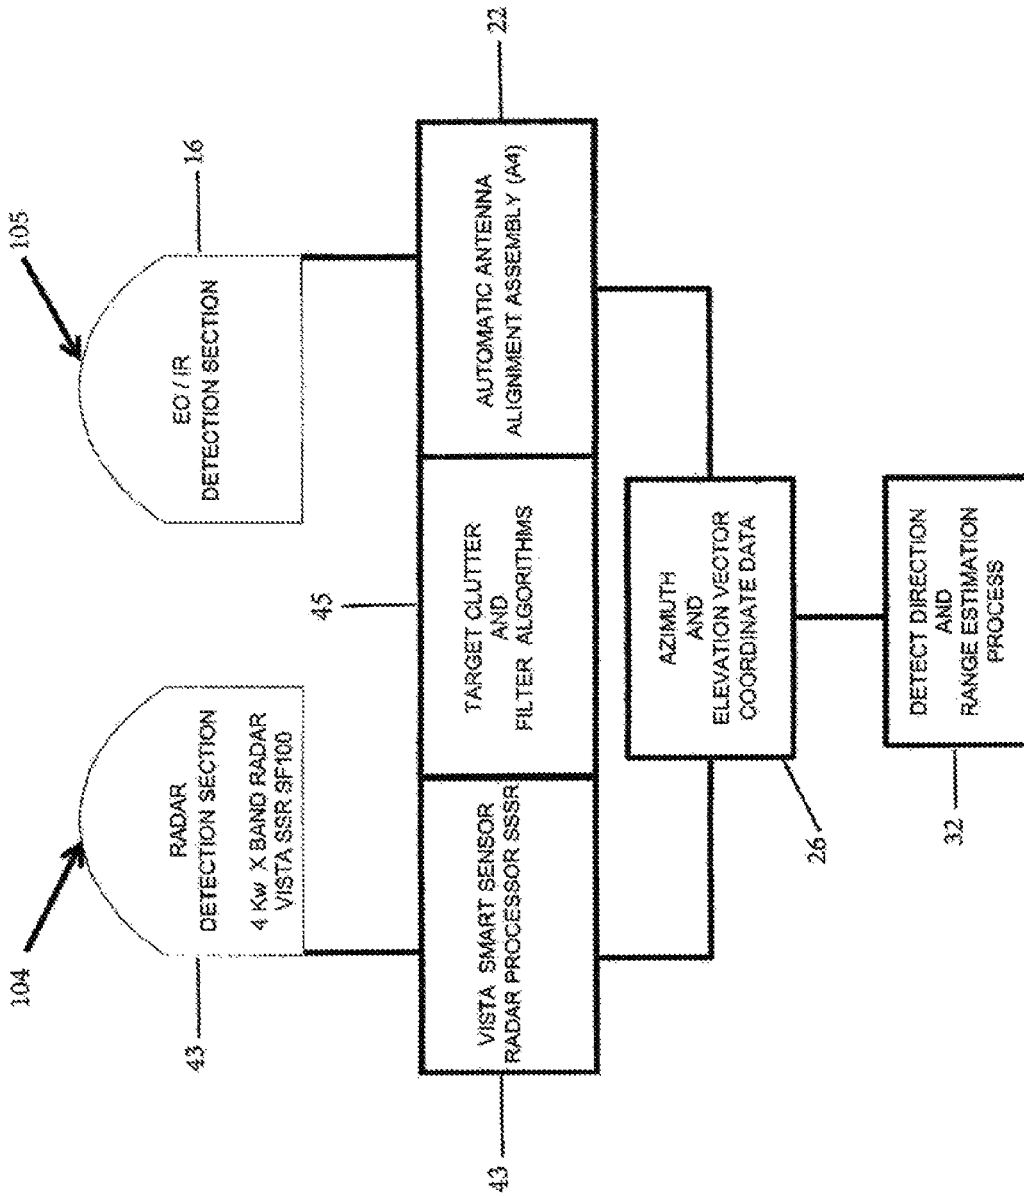 104
105
43
RADAR
DETECTION SECTION
4 Kw X BAND RADAR
VISTA SSR 9F100
EO / IR
DETECTION SECTION
16
45
43
VISTA SMART SENSOR
RADAR PROCESSOR SSSR
TARGET CLUTTER
AND
FILTER ALGORITHMS
AUTOMATIC ANTENNA
ALIGNMENT ASSEMBLY (A4)
22
AZIMUTH
AND
ELEVATION VECTOR
COORDINATE DATA
26
DETECT DIRECTION
AND
RANGE ESTIMATION
PROCESS
32